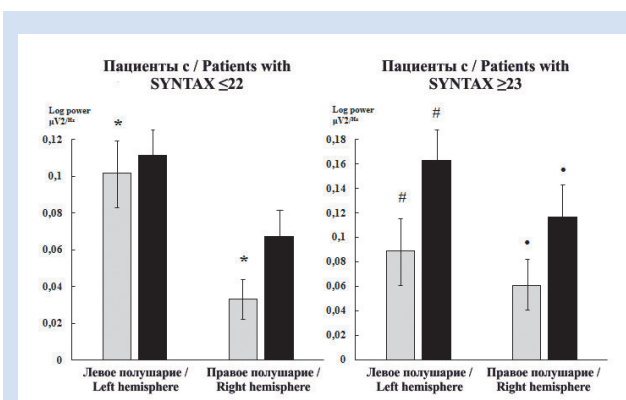 Пациенты с / Patients with
SYNTAX ≤22
Log power
µV2/Hz
0,12
0,1
0,08
0,06
0,04
0,02
0
*
*
Левое полушарие /
Left hemisphere
Правое полушарие /
Right hemisphere
Пациенты с / Patients with
SYNTAX ≥23
Log power
µV2/Hz
0,18
0,16
0,14
0,12
0,1
0,08
0,06
0,04
0,02
0
#
#
•
•
Левое полушарие /
Left hemisphere
Правое полушарие /
Right hemisphere